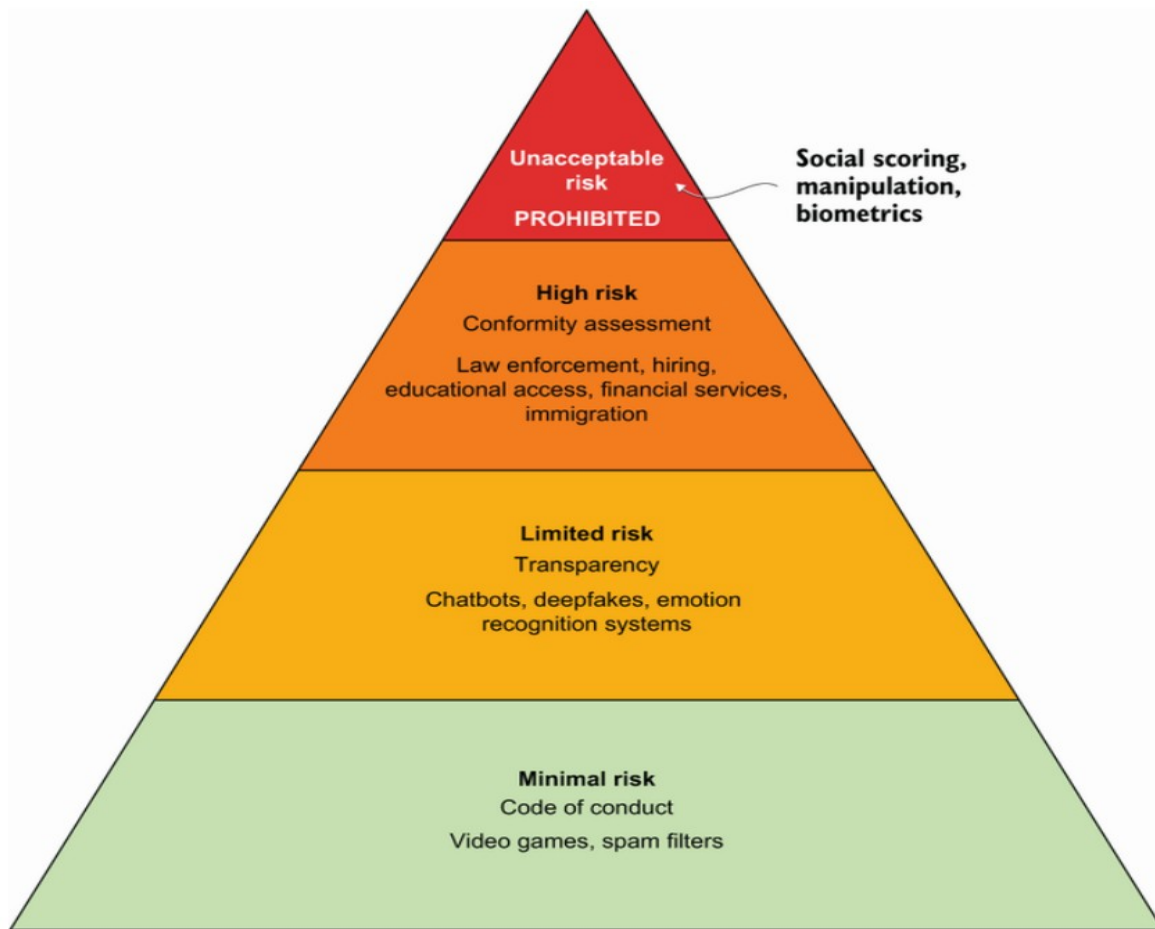 Unacceptable
risk
PROHIBITED
Social scoring,
manipulation,
biometrics
High risk
Conformity assessment
Law enforcement, hiring,
educational access, financial services,
immigration
Limited risk
Transparency
Chatbots, deepfakes, emotion
recognition systems
Minimal risk
Code of conduct
Video games, spam filters